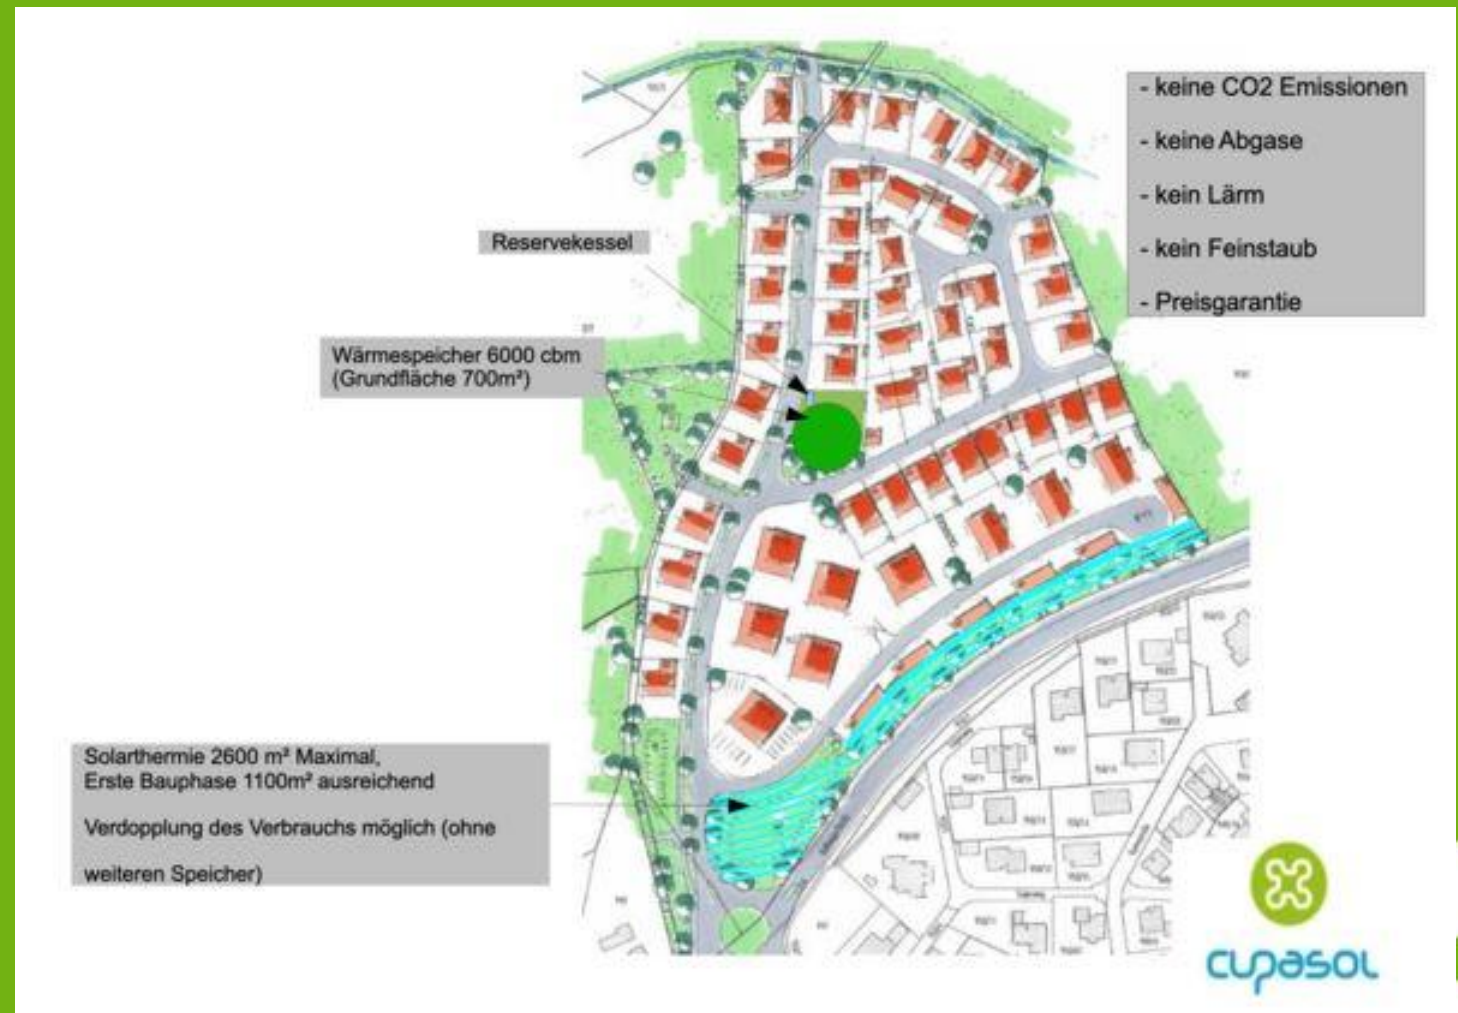 - keine CO2 Emissionen
- keine Abgase
- kein Lärm
- kein Feinstaub
- Preisgarantie
Reservekessel
Wärmespeicher 6000 cbm
(Grundfläche 700m²)
Solarthermie 2600 m² Maximal,
Erste Bauphase 1100m² ausreichend
Verdopplung des Verbrauchs möglich (ohne
weiteren Speicher)
cupasol